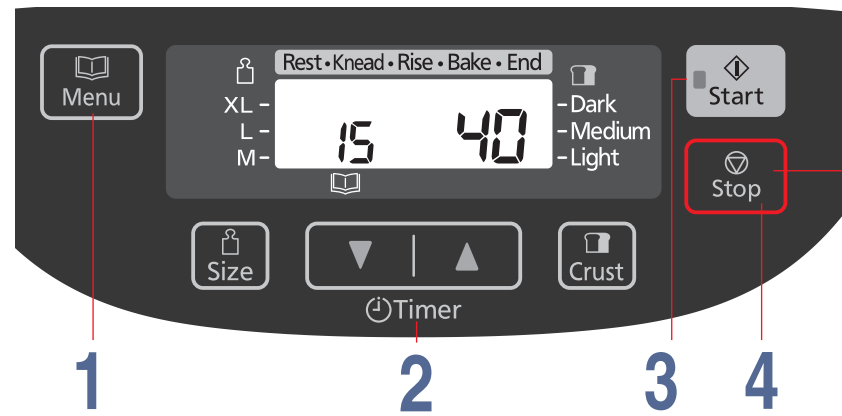 Rest • Knead • Rise • Bake • End
Menu
XL –
L –
M –
15 40
– Dark
– Medium
– Light
Start
Stop
Size
Crust
Timer
1
2
3
4